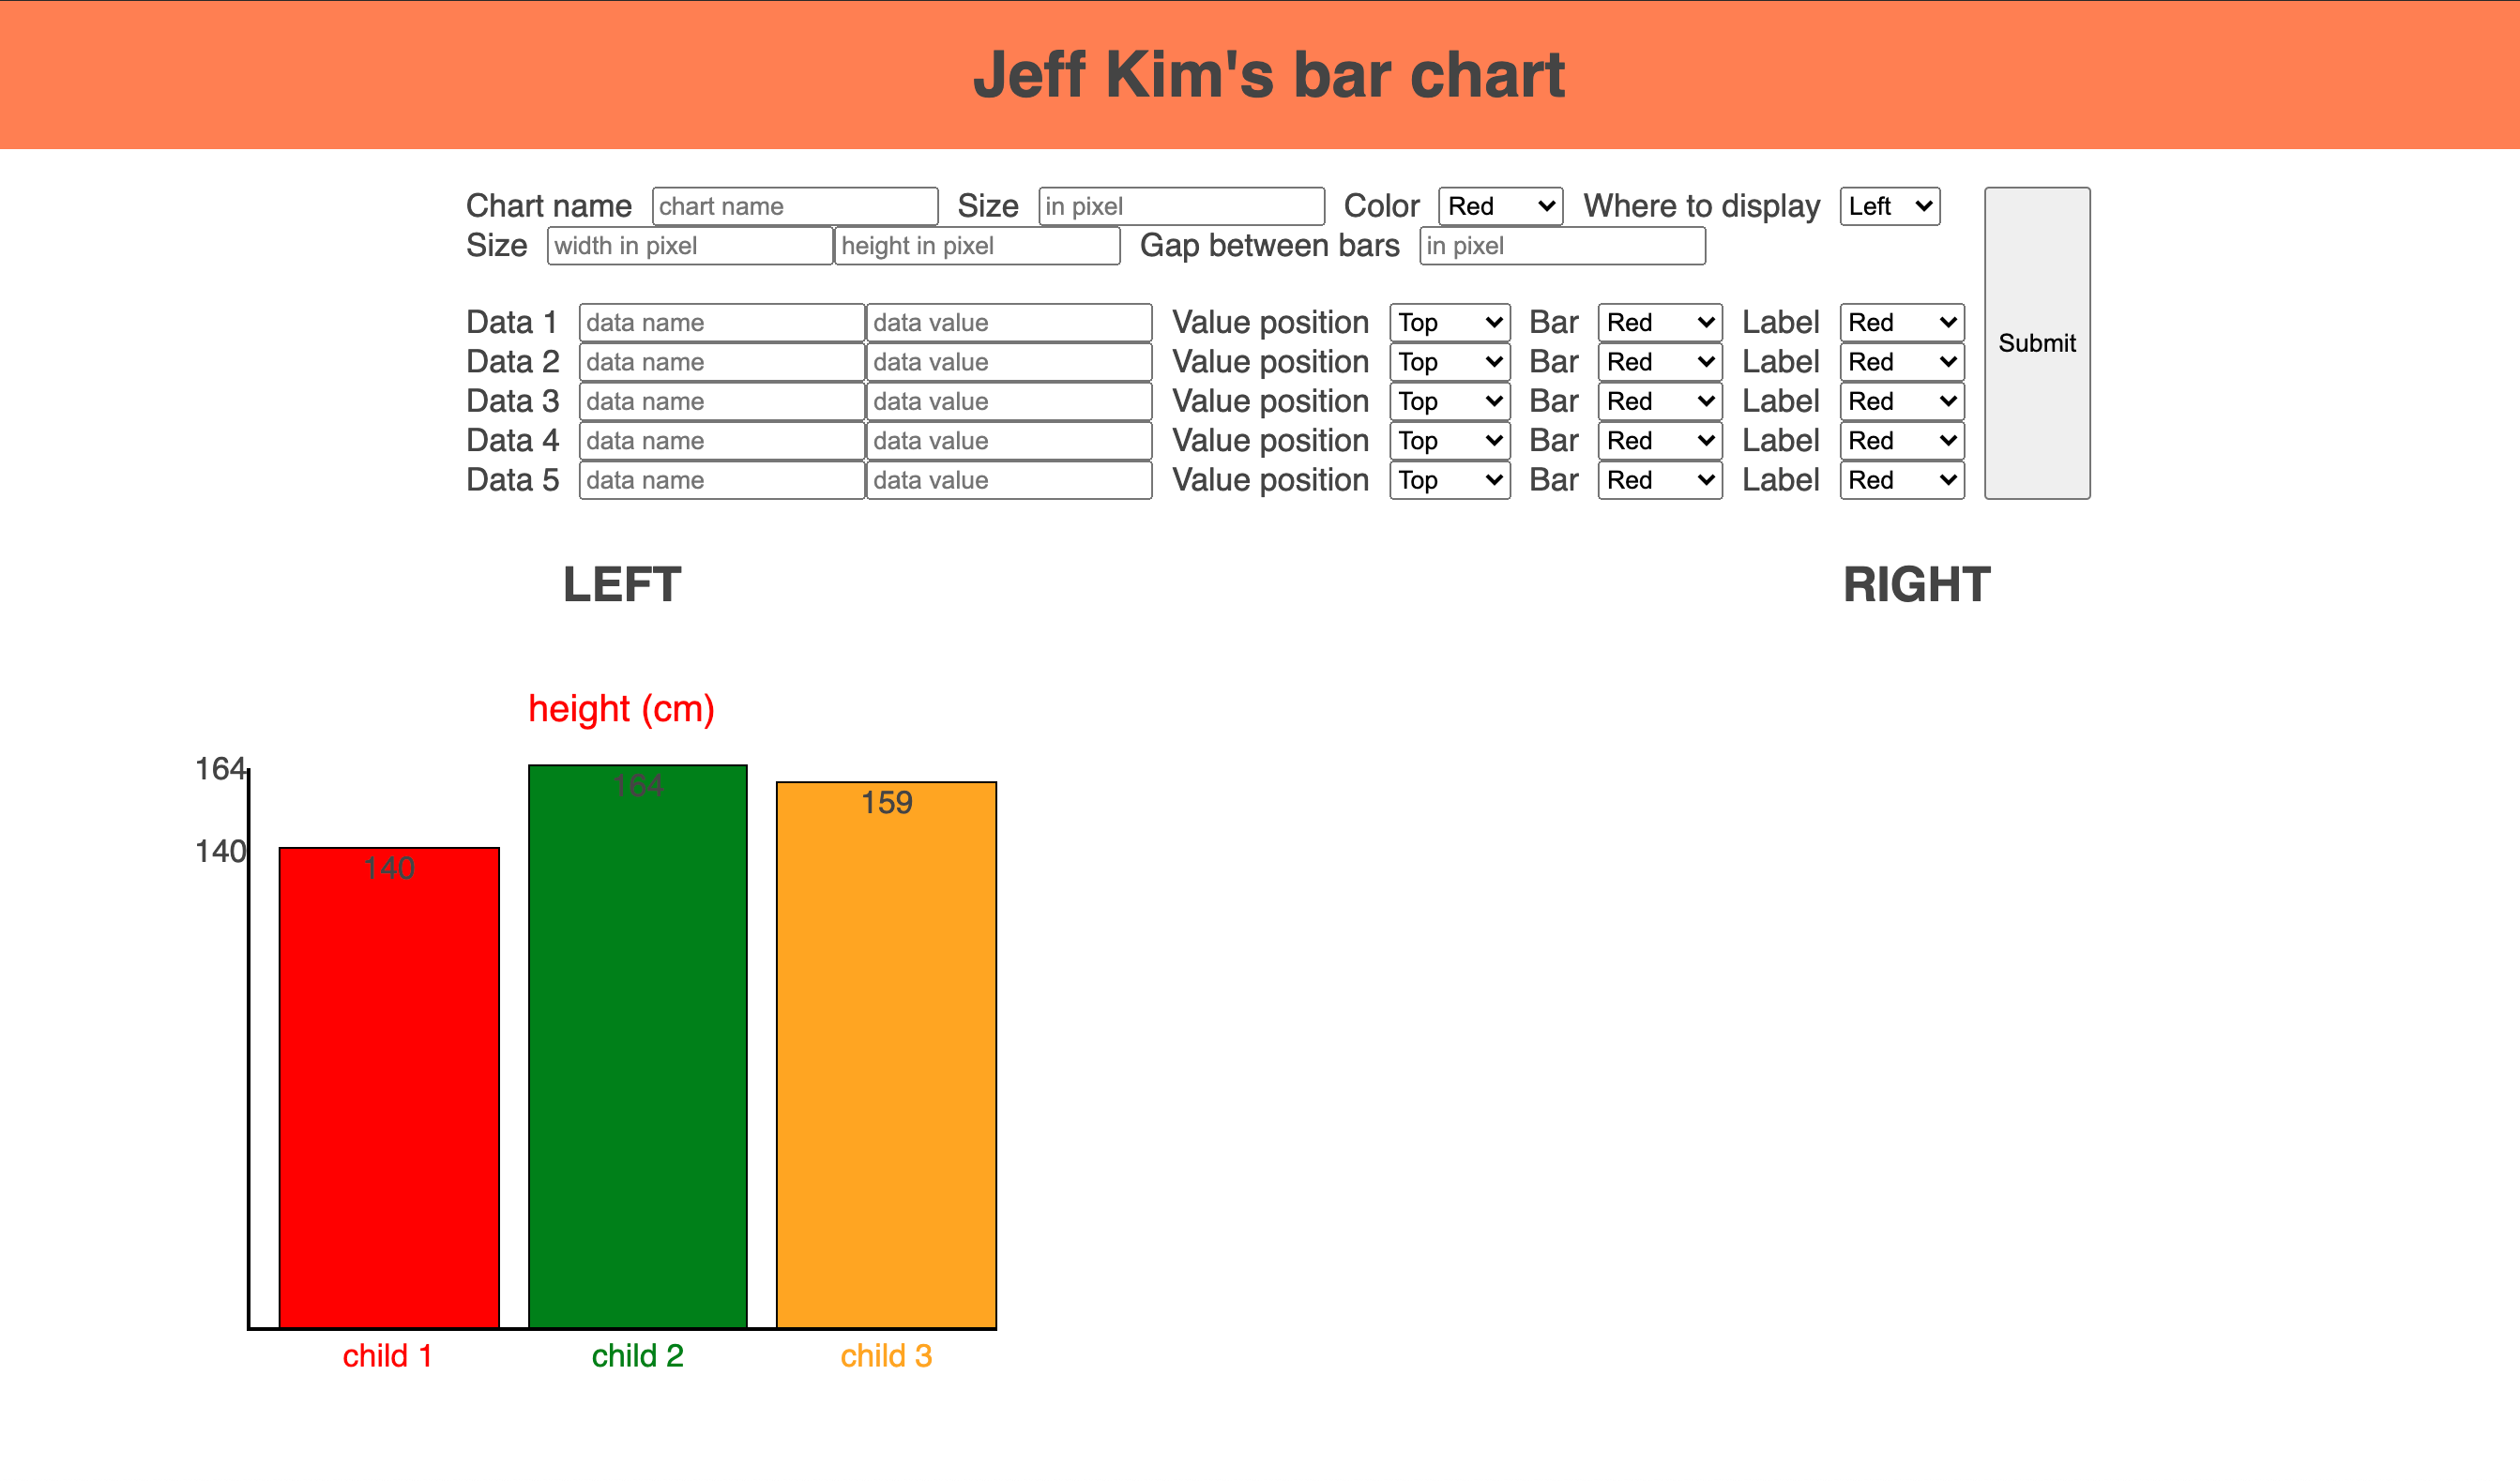 Jeff Kim's bar chart
Chart name chart name Size in pixel Color Red Where to display Left
Size width in pixel height in pixel Gap between bars in pixel
Data 1 data name data value Value position Top Bar Red Label Red
Submit
Data 2 data name data value Value position Top Bar Red Label Red
Data 3 data name data value Value position Top Bar Red Label Red
Data 4 data name data value Value position Top Bar Red Label Red
Data 5 data name data value Value position Top Bar Red Label Red
LEFT RIGHT
height (cm)
164
164
159
140
140
child 1 child 2 child 3